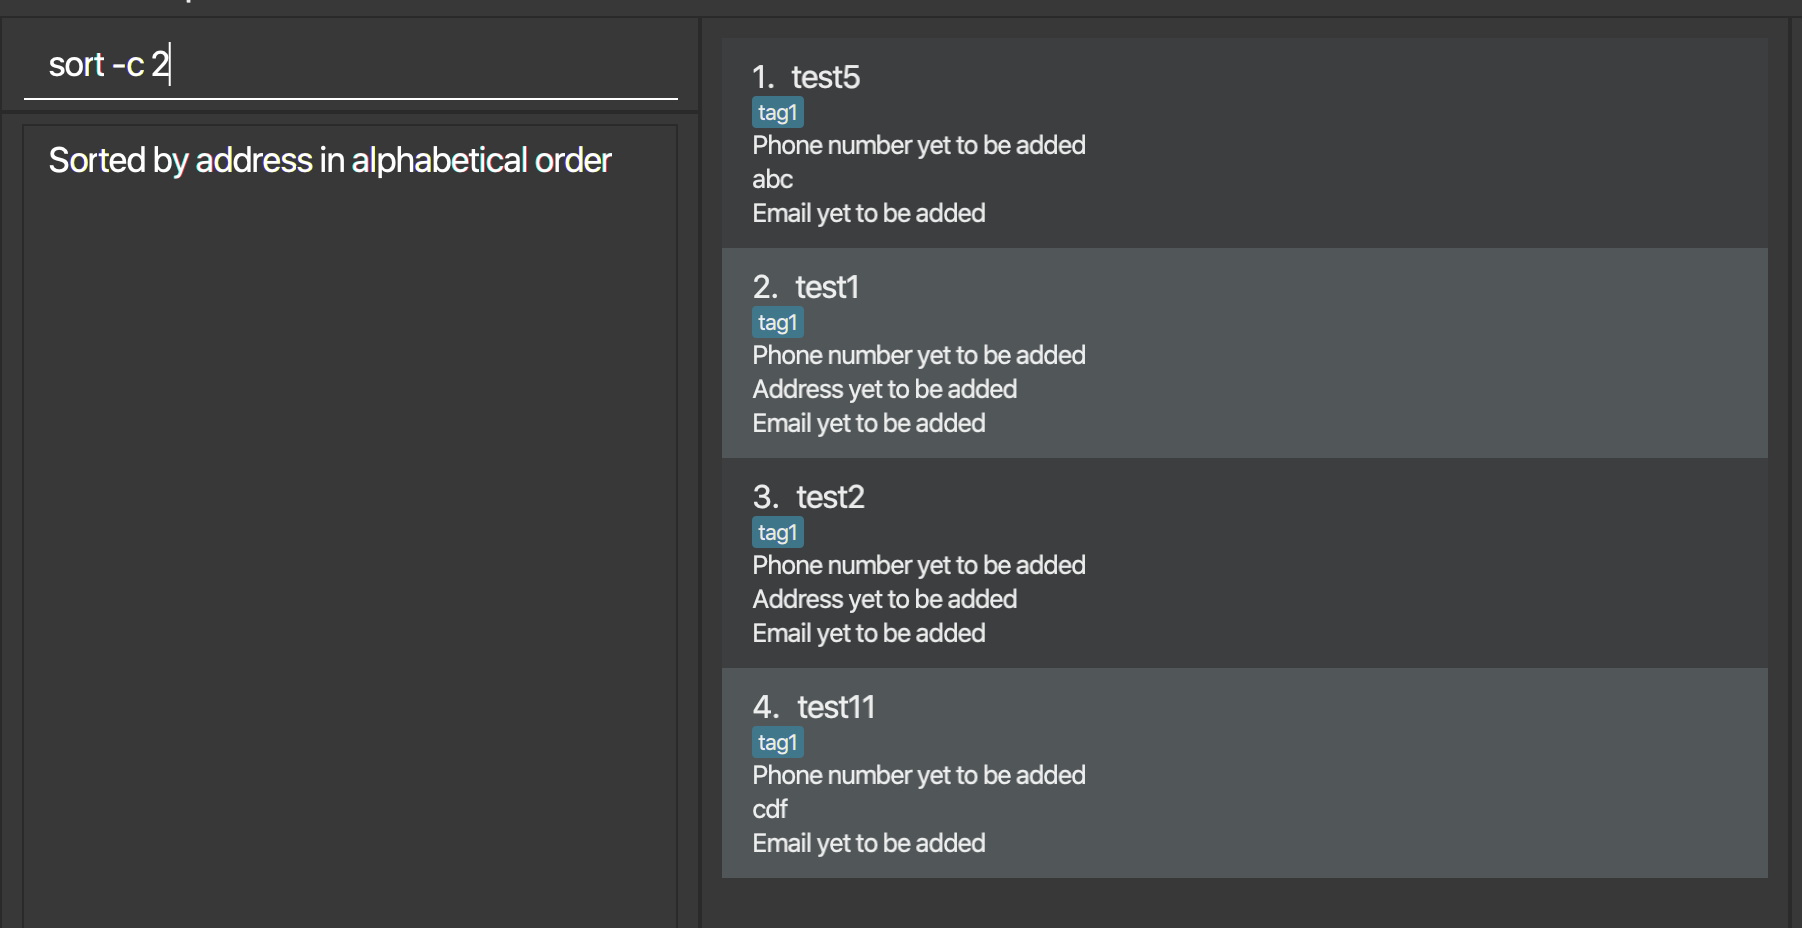 sort -c 2
Sorted by address in alphabetical order
1. test5
tag1
Phone number yet to be added
abc
Email yet to be added
2. test1
tag1
Phone number yet to be added
Address yet to be added
Email yet to be added
3. test2
tag1
Phone number yet to be added
Address yet to be added
Email yet to be added
4. test11
tag1
Phone number yet to be added
cdf
Email yet to be added